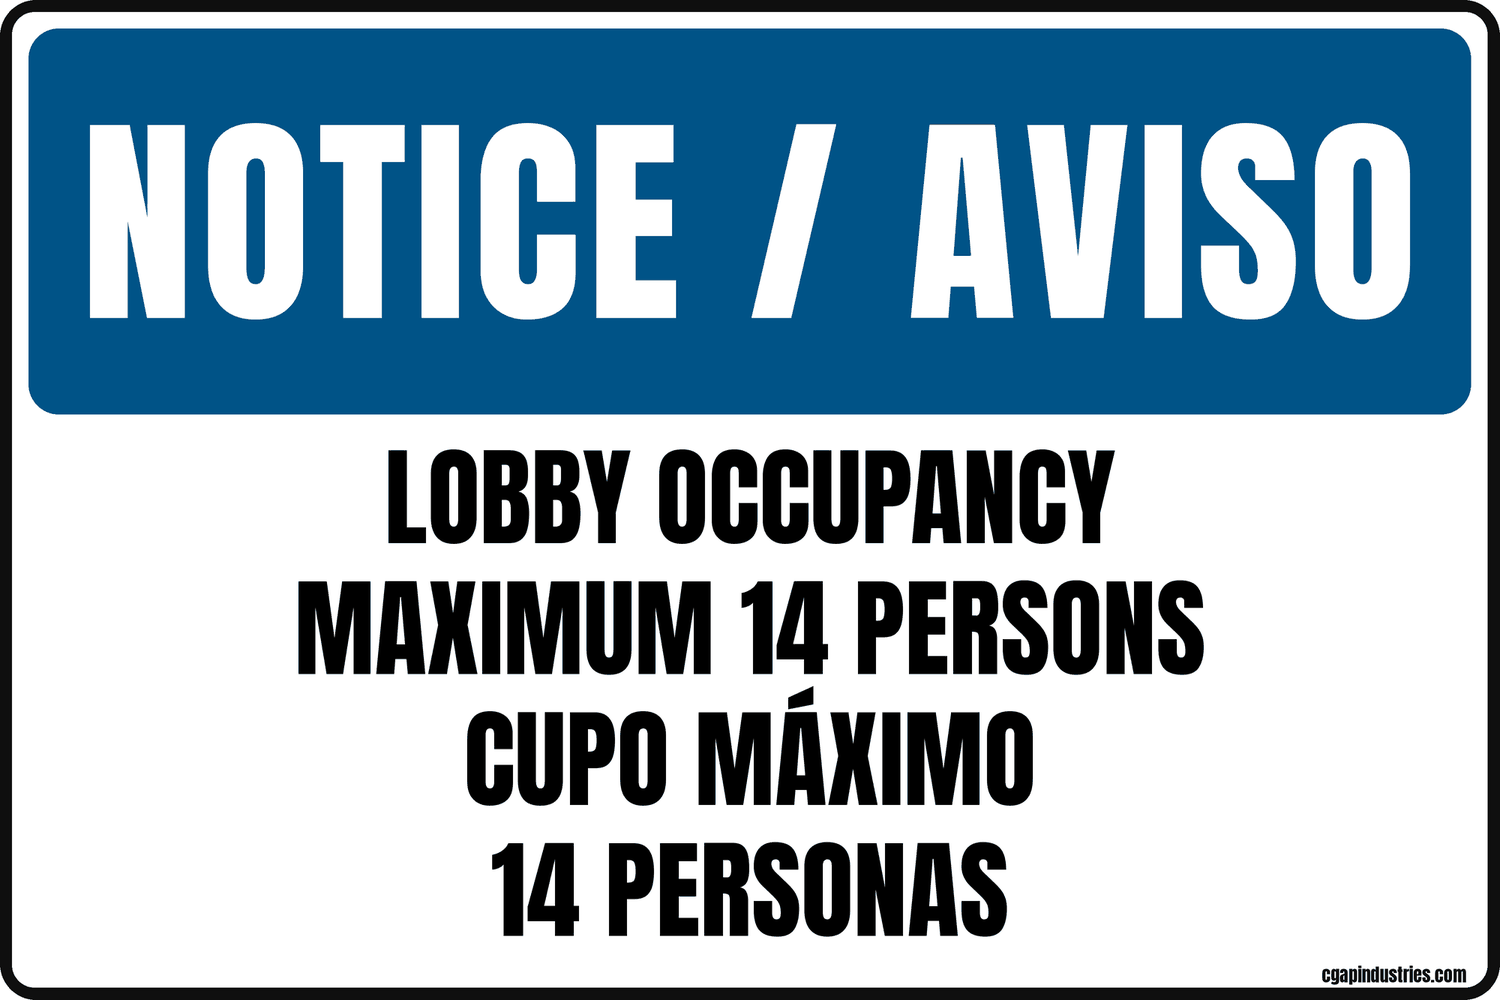 NOTICE / AVISO
LOBBY OCCUPANCY
MAXIMUM 14 PERSONS
CUPO MÁXIMO
14 PERSONAS
cgapindustries.com